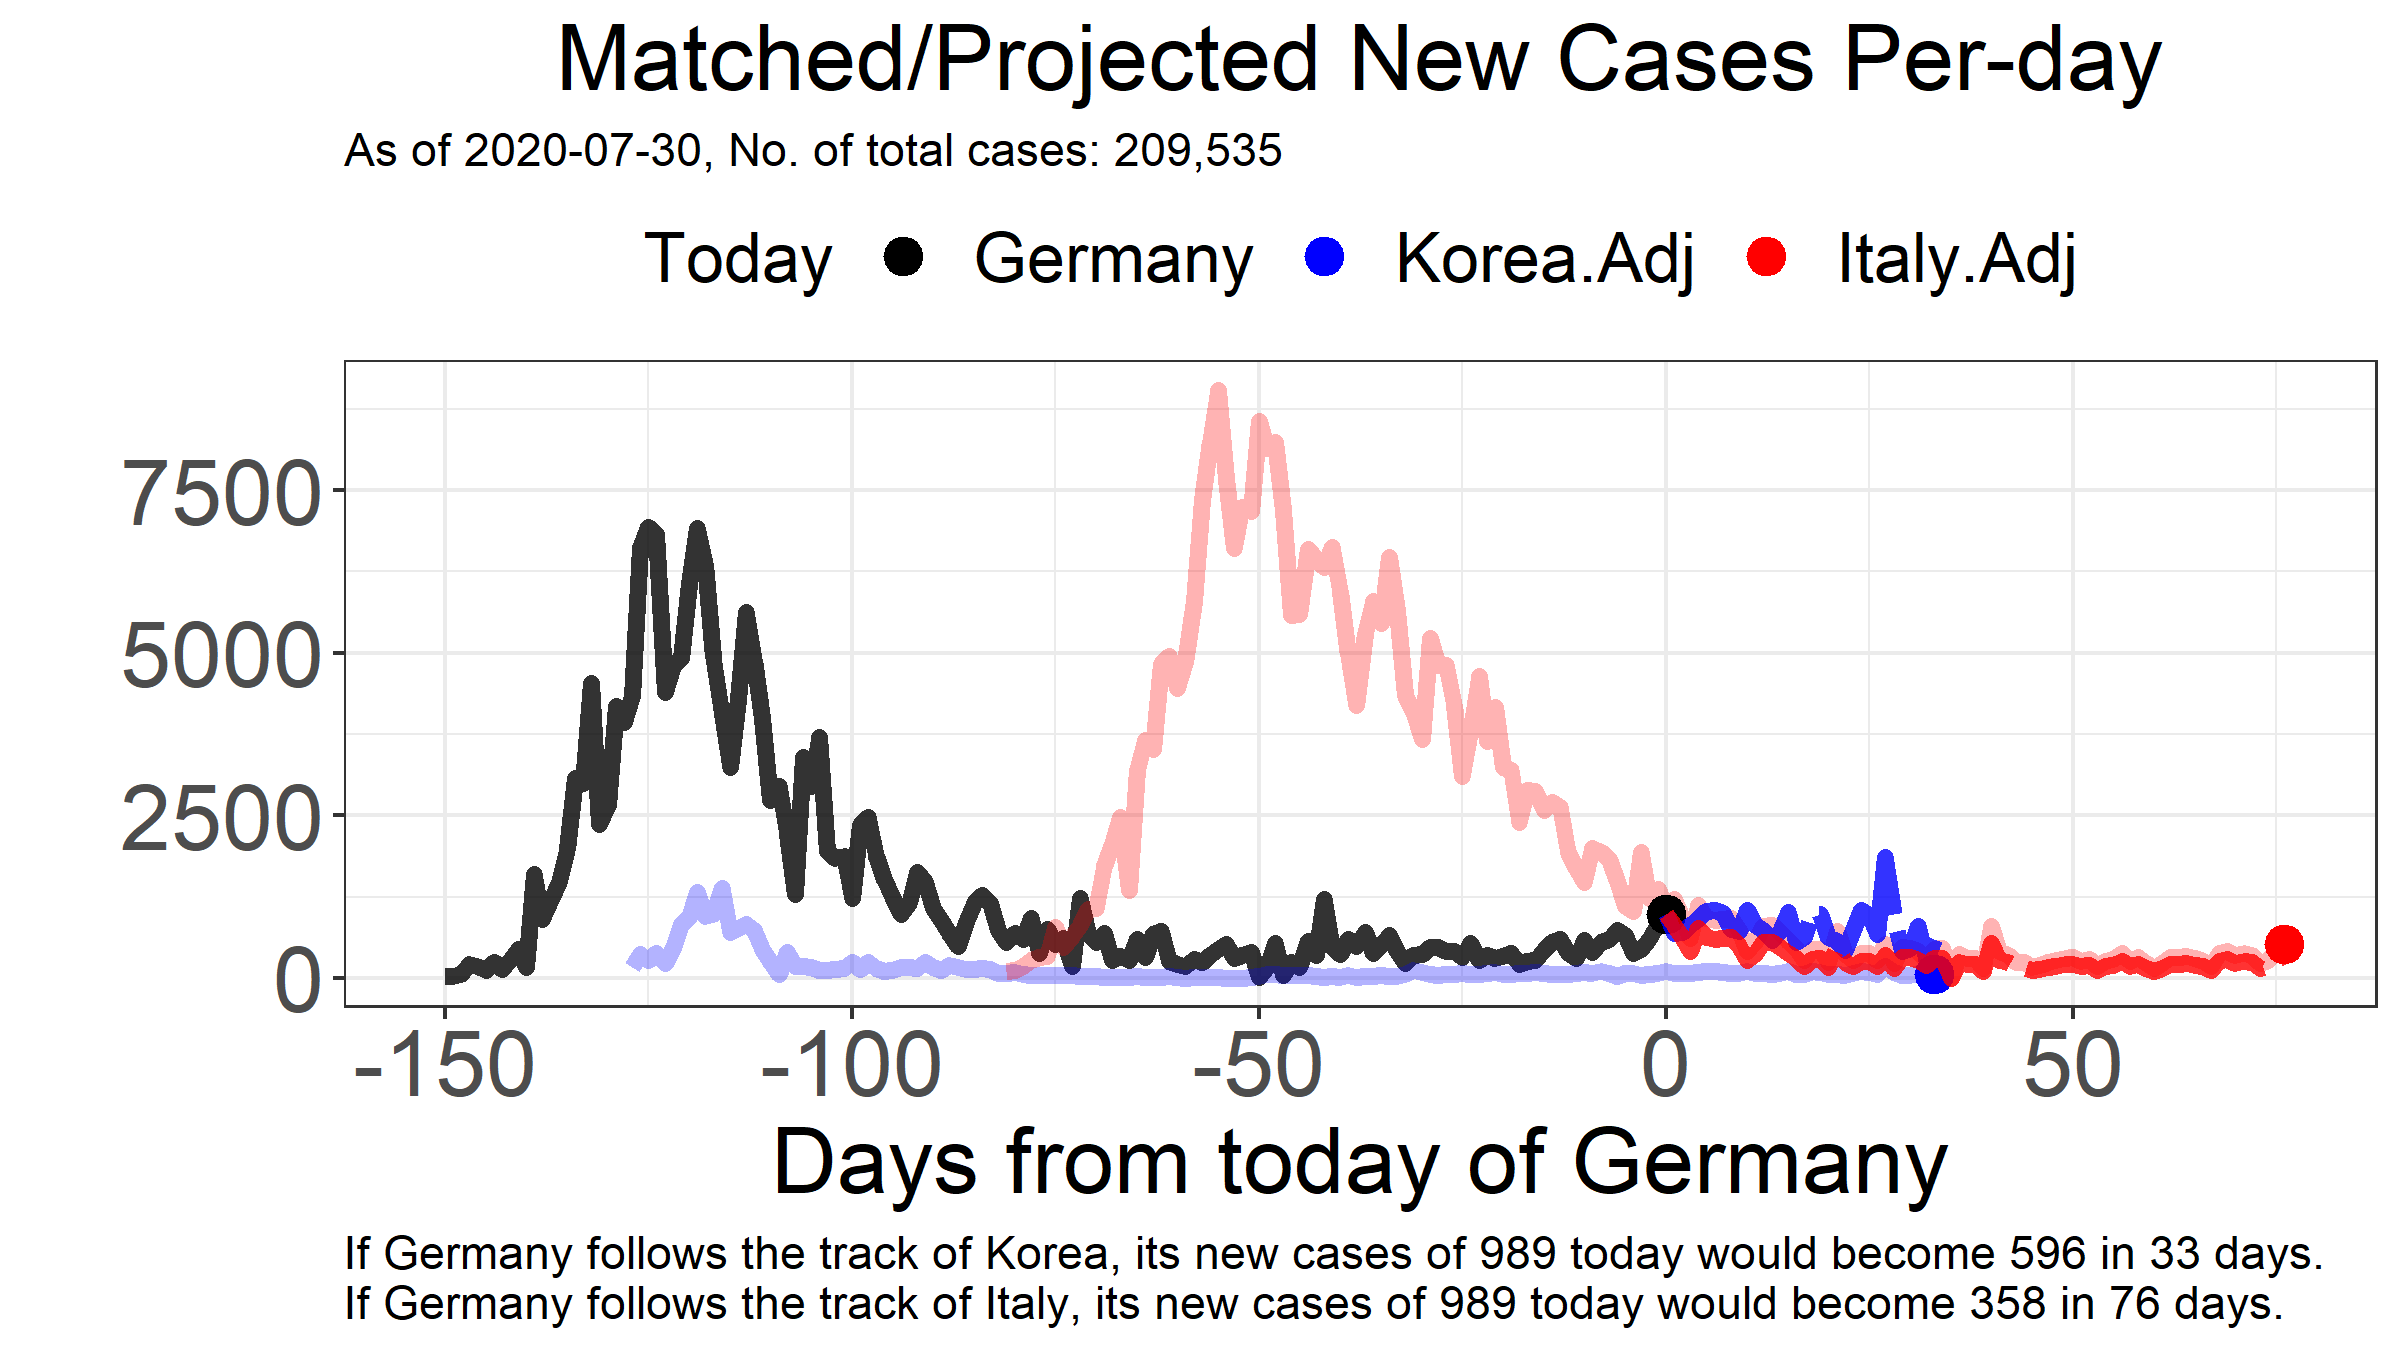 Matched/Projected New Cases Per-day
As of 2020-07-30, No. of total cases: 209,535
Today Germany Korea.Adj Italy.Adj
7500
5000
2500
0
-150 -100 -50 0 50
Days from today of Germany
If Germany follows the track of Korea, its new cases of 989 today would become 596 in 33 days.
If Germany follows the track of Italy, its new cases of 989 today would become 358 in 76 days.